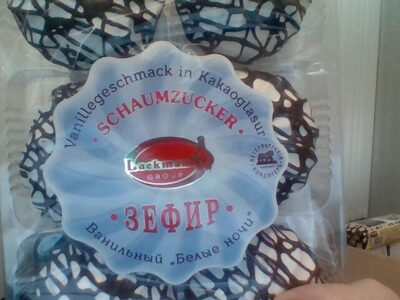 Vanillegeschmack in Kakaoglasur
• SCHAUMZUCKER •
Lackmann
GROUP
• ЗЕФИР •
Ванильный „Белые ночи“